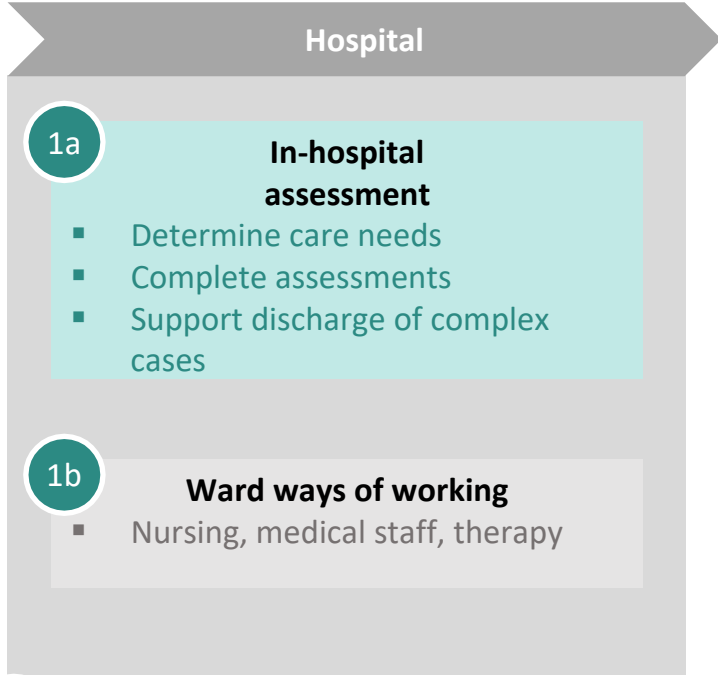 Hospital
1a
In-hospital
assessment
▪ Determine care needs
▪ Complete assessments
▪ Support discharge of complex
cases
1b
Ward ways of working
▪ Nursing, medical staff, therapy